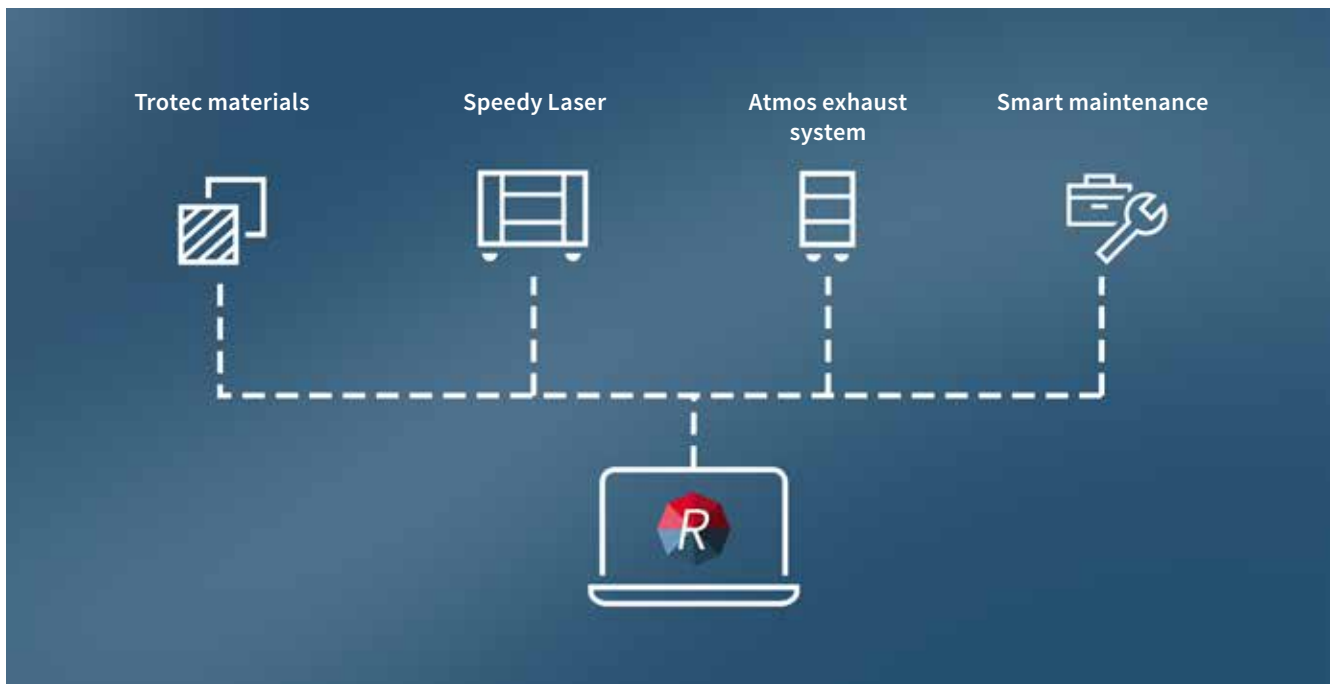 Trotec materials
Speedy Laser
Atmos exhaust
system
Smart maintenance
R